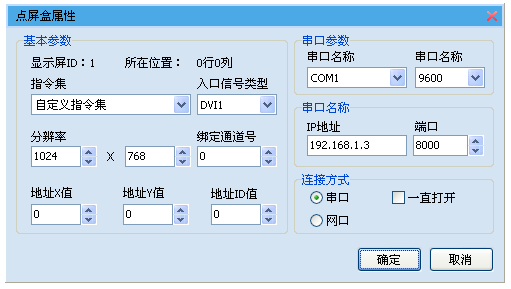 点屏盒属性
基本参数
显示屏ID：1 所在位置： 0行0列
指令集 入口信号类型
自定义指令集 DVI1
分辨率 绑定通道号
1024 X 768 0
地址X值 地址Y值 地址ID值
0 0 0
串口参数
串口名称 串口名称
COM1 9600
串口名称
IP地址 端口
192.168.1.3 8000
连接方式
串口 一直打开
网口
确定 取消